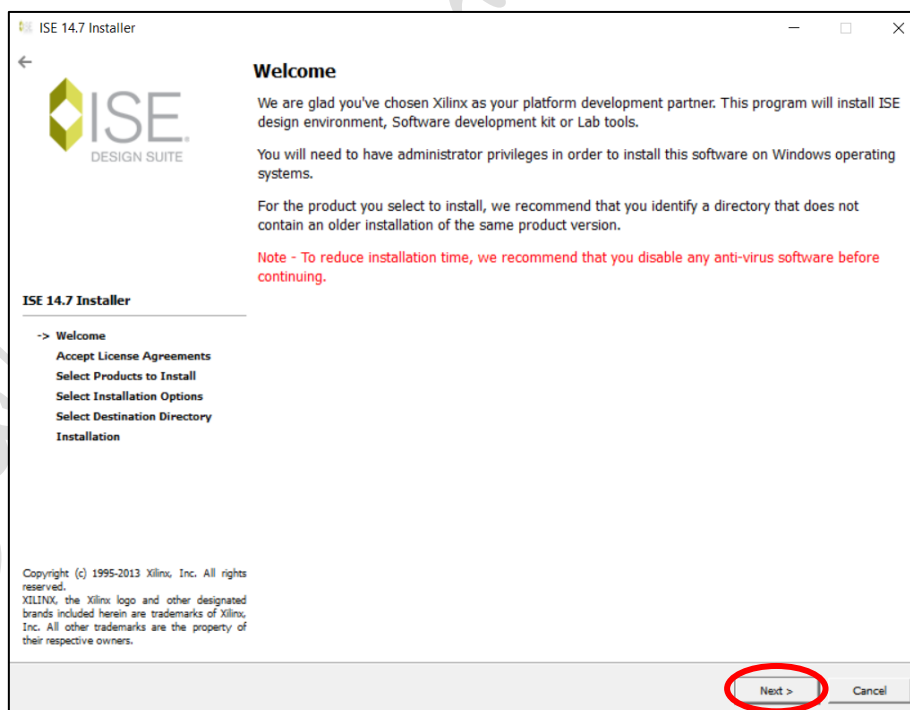 ISE 14.7 Installer
ISE.
DESIGN SUITE
Welcome
We are glad you've chosen Xilinx as your platform development partner. This program will install ISE
design environment, Software development kit or Lab tools.
You will need to have administrator privileges in order to install this software on Windows operating
systems.
For the product you select to install, we recommend that you identify a directory that does not
contain an older installation of the same product version.
Note - To reduce installation time, we recommend that you disable any anti-virus software before
continuing.
ISE 14.7 Installer
-> Welcome
Accept License Agreements
Select Products to Install
Select Installation Options
Select Destination Directory
Installation
Copyright (c) 1995-2013 Xilinx, Inc. All rights
reserved.
XILINX, the Xilinx logo and other designated
brands included herein are trademarks of Xilinx,
Inc. All other trademarks are the property of
their respective owners.
Next >
Cancel